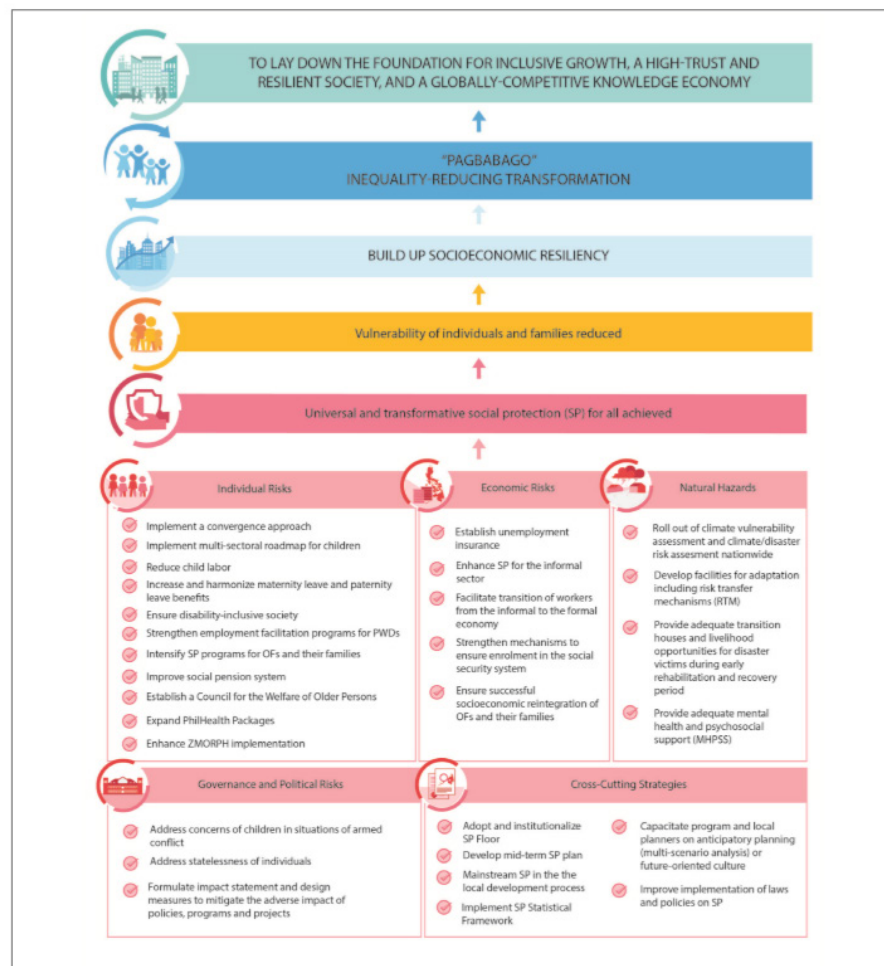 TO LAY DOWN THE FOUNDATION FOR INCLUSIVE GROWTH, A HIGH-TRUST AND
RESILIENT SOCIETY, AND A GLOBALLY-COMPETITIVE KNOWLEDGE ECONOMY
"PAGBABAGO"
INEQUALITY-REDUCING TRANSFORMATION
BUILD UP SOCIOECONOMIC RESILIENCY
Vulnerability of individuals and families reduced
Universal and transformative social protection (SP) for all achieved
Individual Risks
Implement a convergence approach
Implement multi-sectoral roadmap for children
Reduce child labor
Increase and harmonize maternity leave and paternity
leave benefits
Ensure disability-inclusive society
Strengthen employment facilitation programs for PWDs
Intensify SP programs for OFs and their families
Improve social pension system
Establish a Council for the Welfare of Older Persons
Expand PhilHealth Packages
Enhance ZMORPH implementation
Economic Risks
Establish unemployment
insurance
Enhance SP for the informal
sector
Facilitate transition of workers
from the informal to the formal
economy
Strengthen mechanisms to
ensure enrolment in the social
security system
Ensure successful
socioeconomic reintegration of
OFs and their families
Natural Hazards
Roll out of climate vulnerability
assessment and climate/disaster
risk assesment nationwide
Develop facilities for adaptation
including risk transfer
mechanisms (RTM)
Provide adequate transition
houses and livelihood
opportunities for disaster
victims during early
rehabilitation and recovery
period
Provide adequate mental
health and psychosocial
support (MHPSS)
Governance and Political Risks
Address concerns of children in situations of armed
conflict
Address statelessness of individuals
Formulate impact statement and design
measures to mitigate the adverse impact of
policies, programs and projects
Cross-Cutting Strategies
Adopt and institutionalize
SP Floor
Develop mid-term SP plan
Mainstream SP in the the
local development process
Implement SP Statistical
Framework
Capacitate program and local
planners on anticipatory planning
(multi-scenario analysis) or
future-oriented culture
Improve implementation of laws
and policies on SP